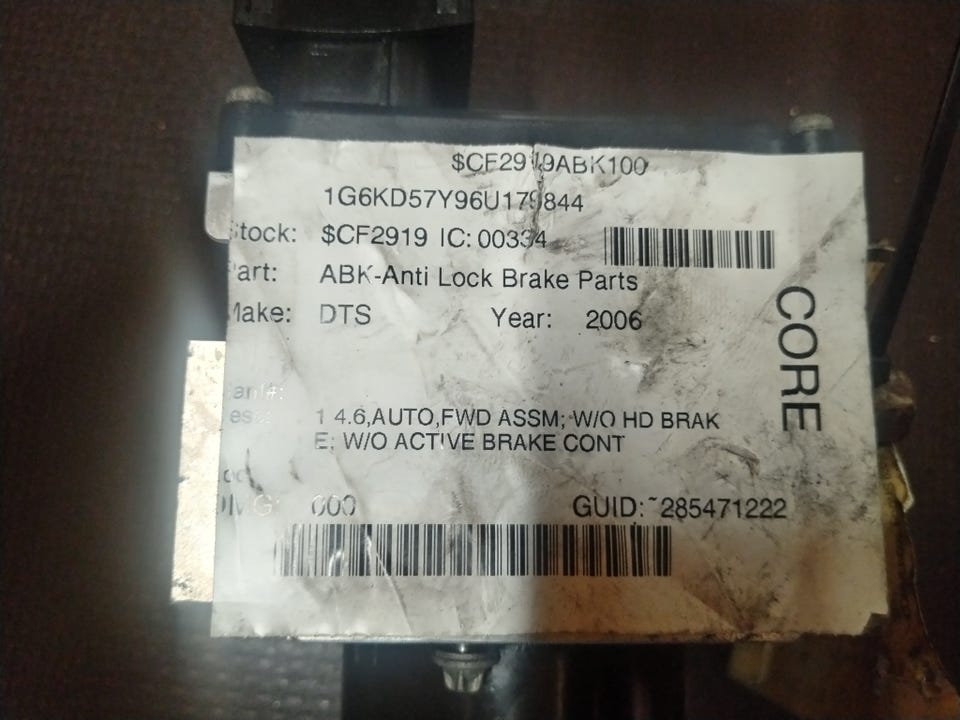 $CF2919ABK100
1G6KD57Y96U179844
Stock: $CF2919 IC: 00334
Part: ABK-Anti Lock Brake Parts
Make: DTS Year: 2006
CORE
1 4.6,AUTO,FWD ASSM; W/O HD BRAK
E; W/O ACTIVE BRAKE CONT
DMG: 000 GUID: ~285471222